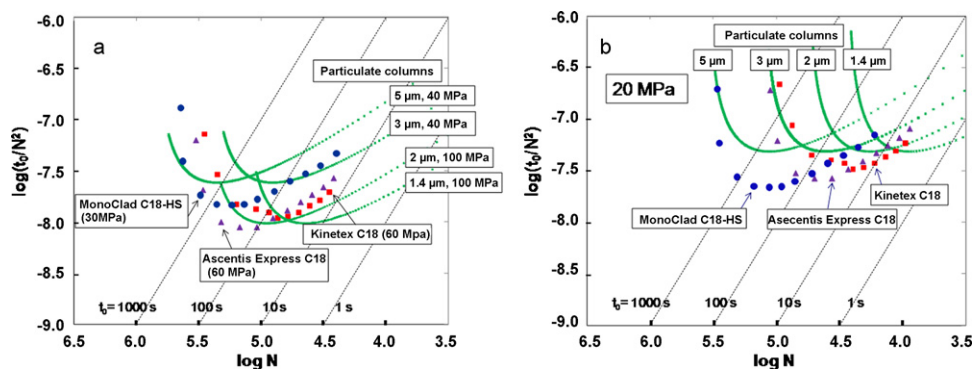 a
Particulate columns
5 μm, 40 MPa
3 μm, 40 MPa
2 μm, 100 MPa
1.4 μm, 100 MPa
MonoClad C18-HS
(30MPa)
Ascentis Express C18
(60 MPa)
Kinetex C18 (60 Mpa)
t₀= 1000 s 100 s 10 s 1 s
log(t₀/N²)
-6.0
-6.5
-7.0
-7.5
-8.0
-8.5
-9.0
6.5 6.0 5.5 5.0 4.5 4.0 3.5
log N
b
Particulate columns
5 μm 3 μm 2 μm 1.4 μm
20 MPa
MonoClad C18-HS
Asecentis Express C18
Kinetex C18
t₀= 1000 s 100 s 10 s 1 s
log(t₀/N²)
-6.0
-6.5
-7.0
-7.5
-8.0
-8.5
-9.0
6.5 6.0 5.5 5.0 4.5 4.0 3.5
log N